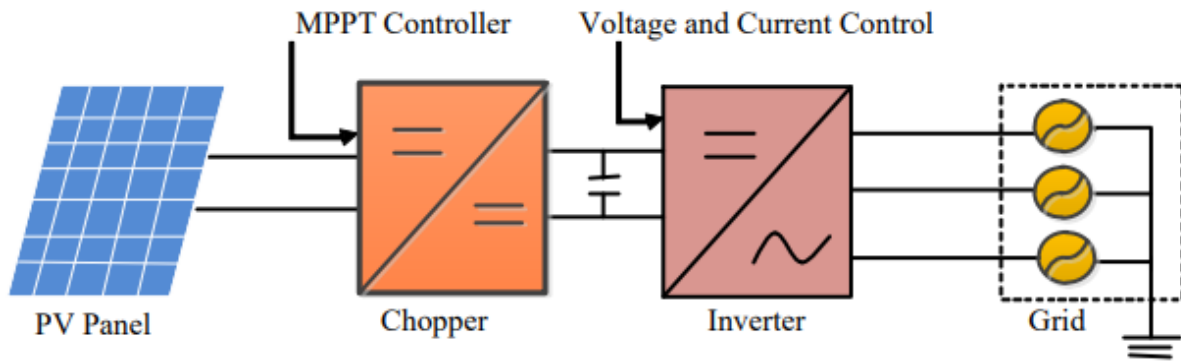 MPPT Controller
Voltage and Current Control
PV Panel
Chopper
Inverter
Grid